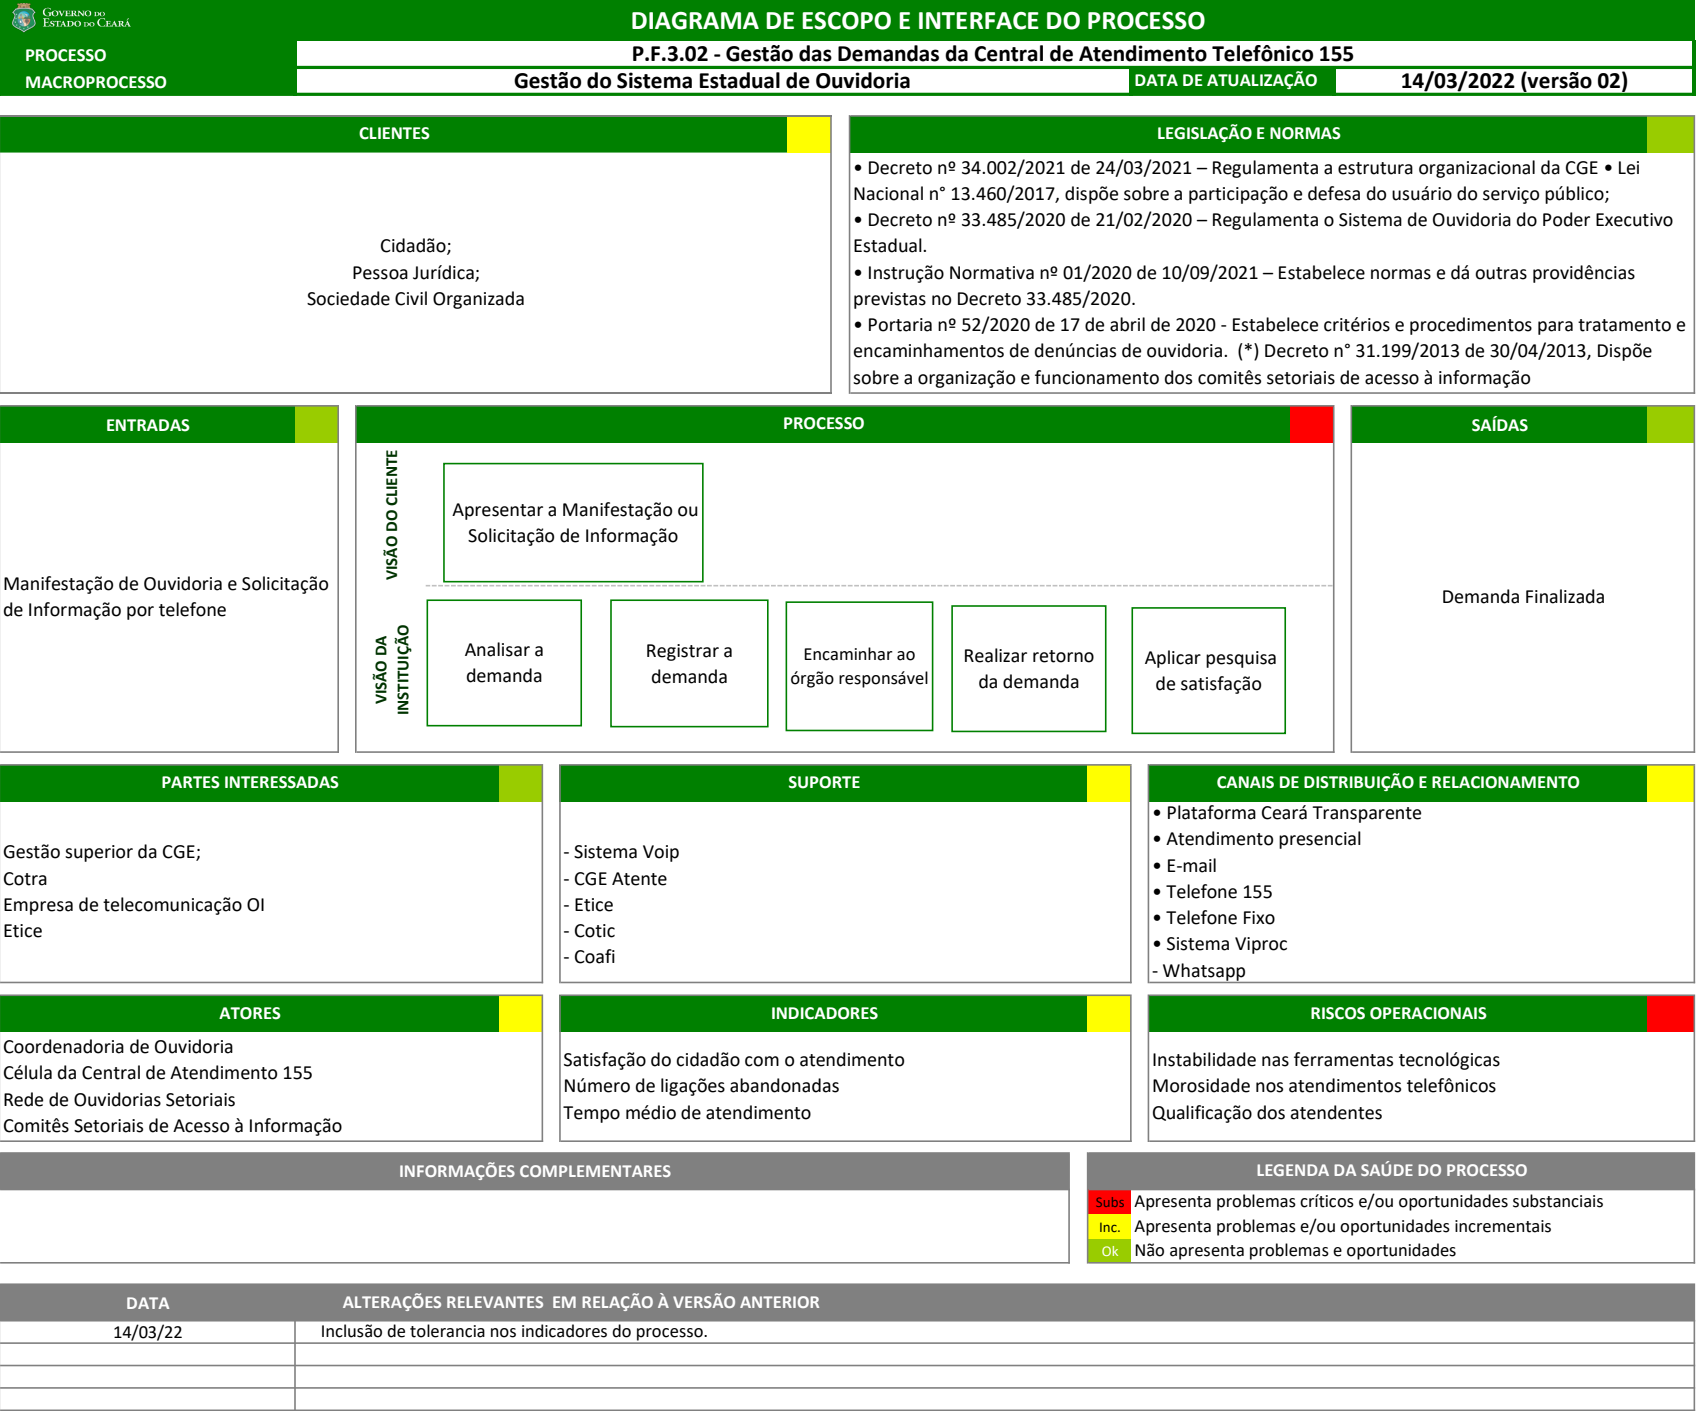 GOVERNO DO
ESTADO DO CEARÁ
DIAGRAMA DE ESCOPO E INTERFACE DO PROCESSO
PROCESSO
P.F.3.02 - Gestão das Demandas da Central de Atendimento Telefônico 155
MACROPROCESSO
Gestão do Sistema Estadual de Ouvidoria
DATA DE ATUALIZAÇÃO
14/03/2022 (versão 02)
CLIENTES
Cidadão;
Pessoa Jurídica;
Sociedade Civil Organizada
LEGISLAÇÃO E NORMAS
• Decreto nº 34.002/2021 de 24/03/2021 – Regulamenta a estrutura organizacional da CGE • Lei
Nacional n° 13.460/2017, dispõe sobre a participação e defesa do usuário do serviço público;
• Decreto nº 33.485/2020 de 21/02/2020 – Regulamenta o Sistema de Ouvidoria do Poder Executivo
Estadual.
• Instrução Normativa nº 01/2020 de 10/09/2021 – Estabelece normas e dá outras providências
previstas no Decreto 33.485/2020.
• Portaria nº 52/2020 de 17 de abril de 2020 - Estabelece critérios e procedimentos para tratamento e
encaminhamentos de denúncias de ouvidoria.  (*) Decreto n° 31.199/2013 de 30/04/2013, Dispõe
sobre a organização e funcionamento dos comitês setoriais de acesso à informação
ENTRADAS
Manifestação de Ouvidoria e Solicitação
de Informação por telefone
PROCESSO
VISÃO DO CLIENTE
Apresentar a Manifestação ou
Solicitação de Informação
VISÃO DA
INSTITUIÇÃO
Analisar a
demanda
Registrar a
demanda
Encaminhar ao
órgão responsável
Realizar retorno
da demanda
Aplicar pesquisa
de satisfação
SAÍDAS
Demanda Finalizada
PARTES INTERESSADAS
Gestão superior da CGE;
Cotra
Empresa de telecomunicação OI
Etice
SUPORTE
- Sistema Voip
- CGE Atente
- Etice
- Cotic
- Coafi
CANAIS DE DISTRIBUIÇÃO E RELACIONAMENTO
• Plataforma Ceará Transparente
• Atendimento presencial
• E-mail
• Telefone 155
• Telefone Fixo
• Sistema Viproc
- Whatsapp
ATORES
Coordenadoria de Ouvidoria
Célula da Central de Atendimento 155
Rede de Ouvidorias Setoriais
Comitês Setoriais de Acesso à Informação
INDICADORES
Satisfação do cidadão com o atendimento
Número de ligações abandonadas
Tempo médio de atendimento
RISCOS OPERACIONAIS
Instabilidade nas ferramentas tecnológicas
Morosidade nos atendimentos telefônicos
Qualificação dos atendentes
INFORMAÇÕES COMPLEMENTARES
LEGENDA DA SAÚDE DO PROCESSO
Subs Apresenta problemas críticos e/ou oportunidades substanciais
Inc. Apresenta problemas e/ou oportunidades incrementais
Ok Não apresenta problemas e oportunidades
DATA
ALTERAÇÕES RELEVANTES  EM RELAÇÃO À VERSÃO ANTERIOR
14/03/22
Inclusão de tolerancia nos indicadores do processo.